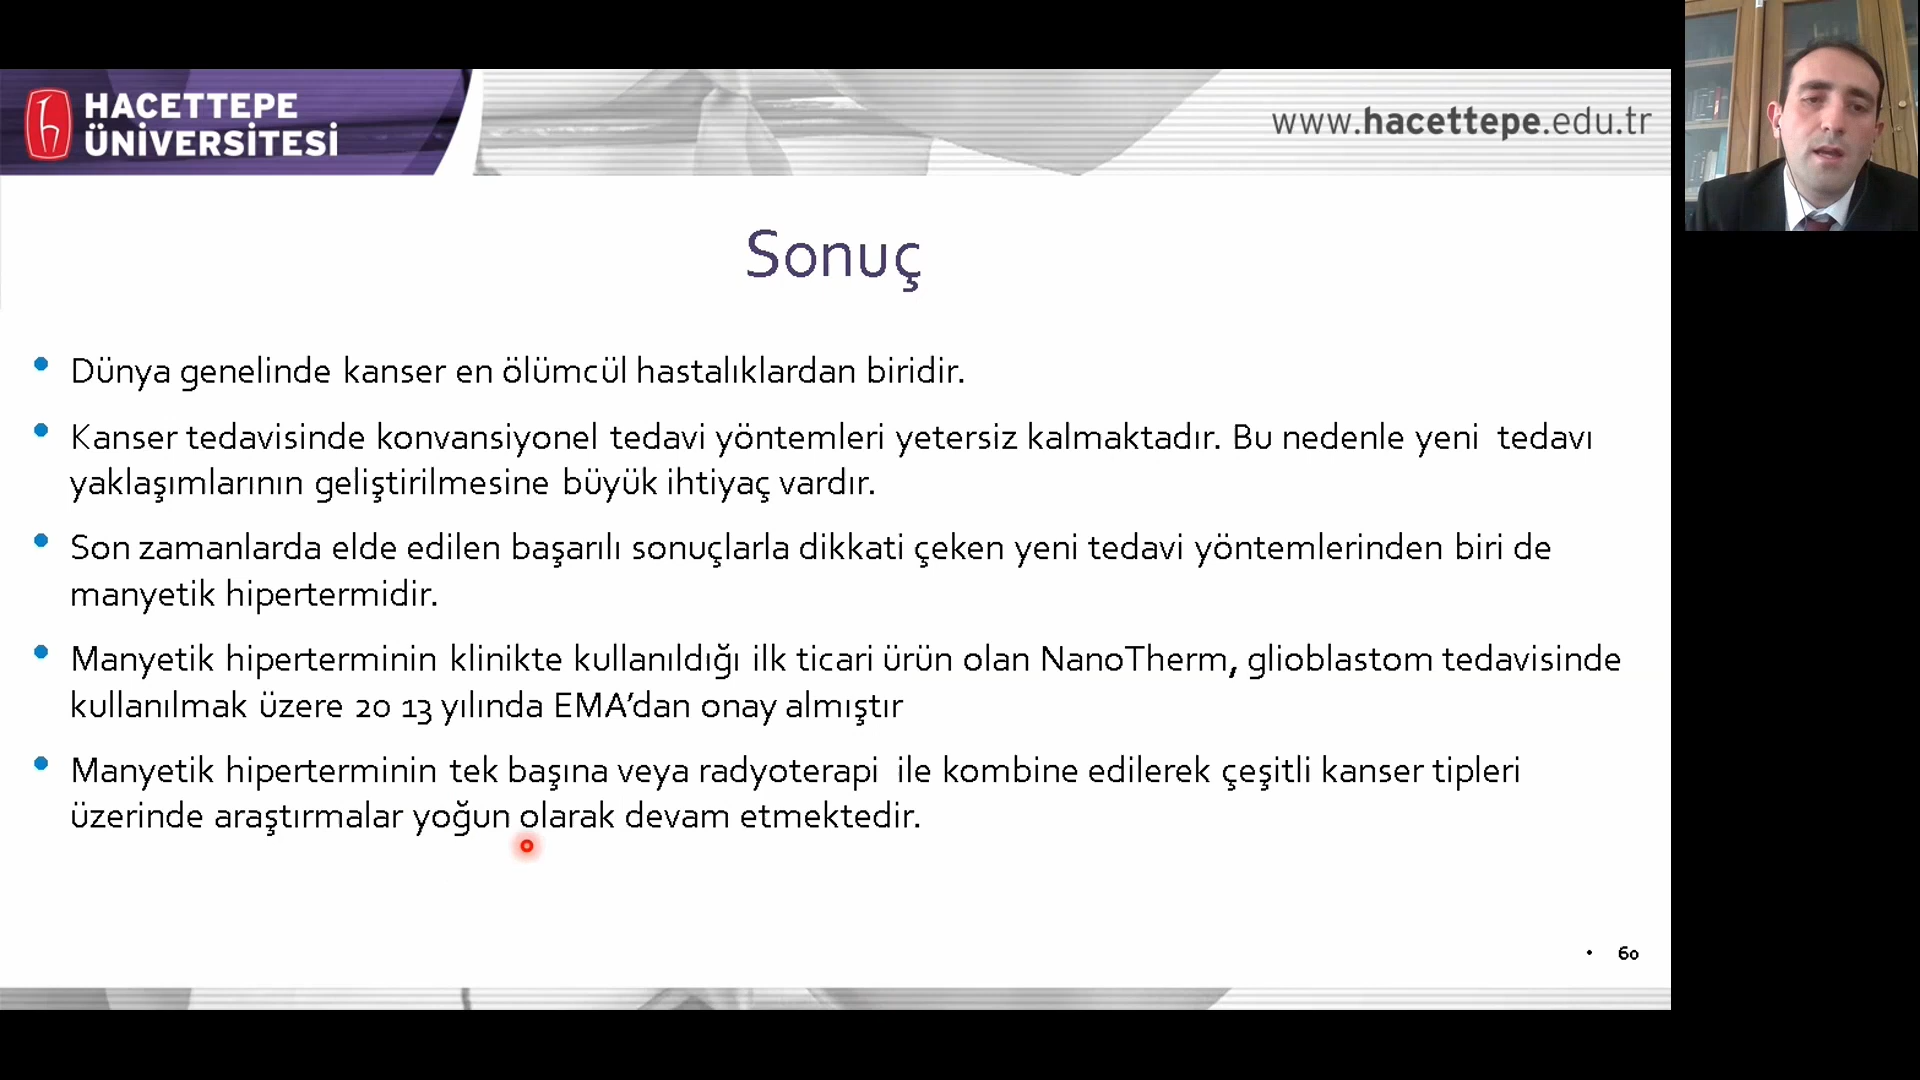 HACETTEPE
ÜNİVERSİTESİ
www.hacettepe.edu.tr
Sonuç
• Dünya genelinde kanser en ölümcül hastalıklardan biridir.
• Kanser tedavisinde konvansiyonel tedavi yöntemleri yetersiz kalmaktadır. Bu nedenle yeni  tedavı
yaklaşımlarının geliştirilmesine büyük ihtiyaç vardır.
• Son zamanlarda elde edilen başarılı sonuçlarla dikkati çeken yeni tedavi yöntemlerinden biri de
manyetik hipertermidir.
• Manyetik hiperterminin klinikte kullanıldığı ilk ticari ürün olan NanoTherm, glioblastom tedavisinde
kullanılmak üzere 20 13 yılında EMA’dan onay almıştır
• Manyetik hiperterminin tek başına veya radyoterapi  ile kombine edilerek çeşitli kanser tipleri
üzerinde araştırmalar yoğun olarak devam etmektedir.
• 60